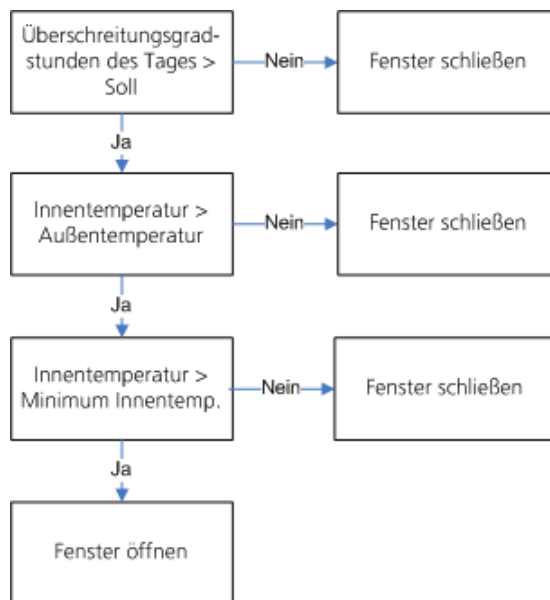 Überschreitungsgrad-
stunden des Tages >
Soll
Nein
Fenster schließen
Ja
Innentemperatur >
Außentemperatur
Nein
Fenster schließen
Ja
Innentemperatur >
Minimum Innentemp.
Nein
Fenster schließen
Ja
Fenster öffnen